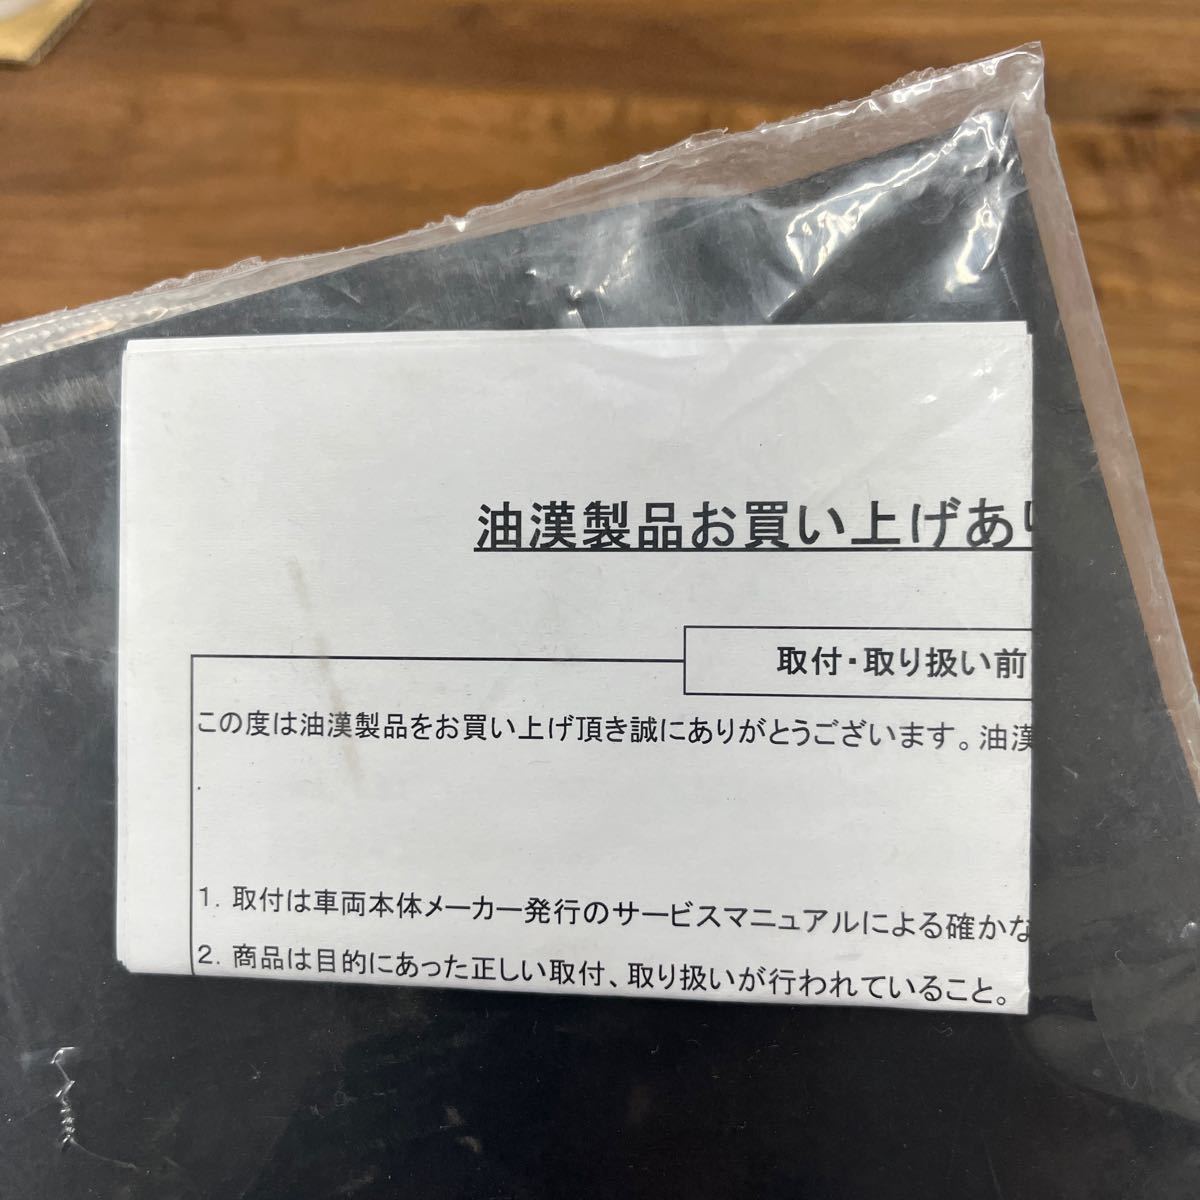 油漢製品お買い上げあり
取付・取り扱い前
この度は油漢製品をお買い上げ頂き誠にありがとうございます。油漢
.
1. 取付は車両本体メーカー発行のサービスマニュアルによる確かな
2. 商品は目的にあった正しい取付、取り扱いが行われていること。